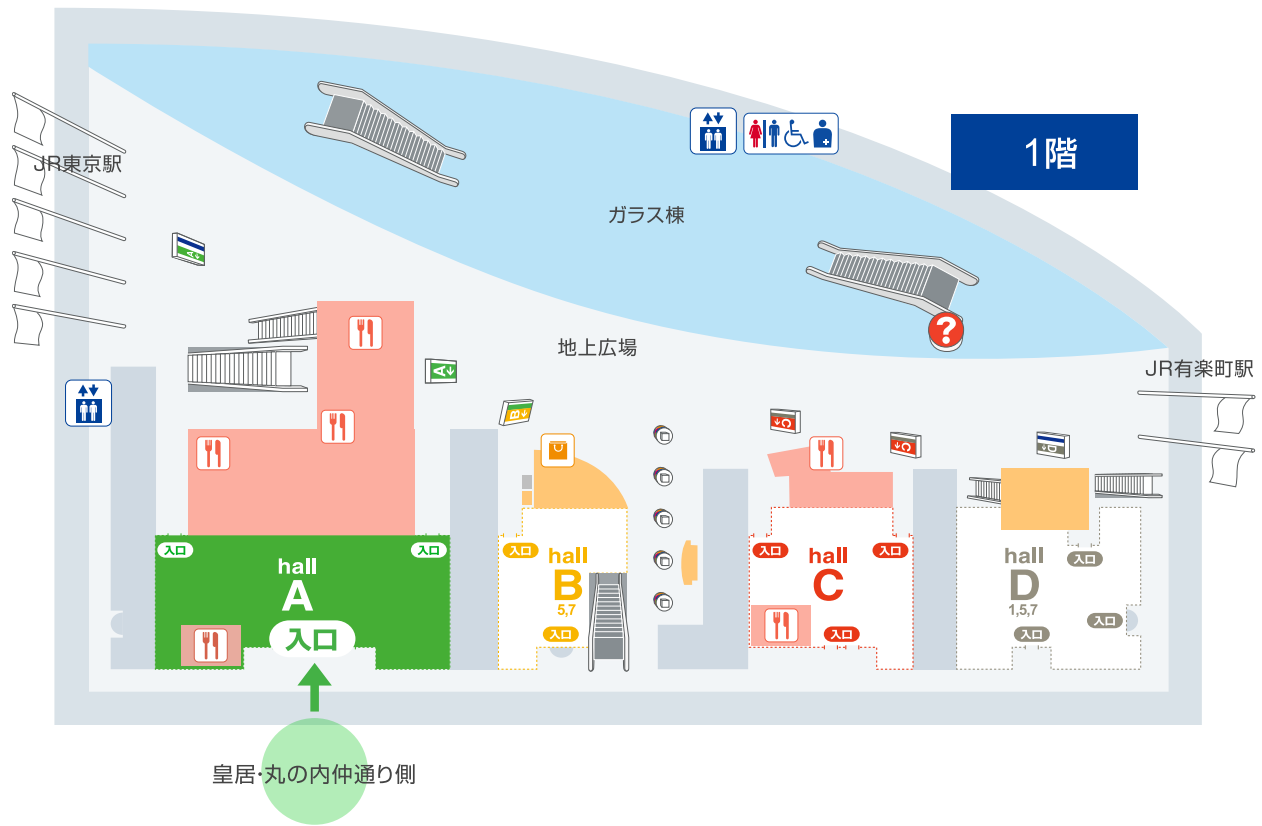 1階
JR東京駅
ガラス棟
A↓
地上広場
JR有楽町駅
A↓
B↓
C↓
C↓
D↓
?
入口
入口
hall
A
入口
入口
hall
B
5,7
入口
入口
入口
hall
C
入口
hall
D
1,5,7
入口
入口
入口
皇居・丸の内仲通り側